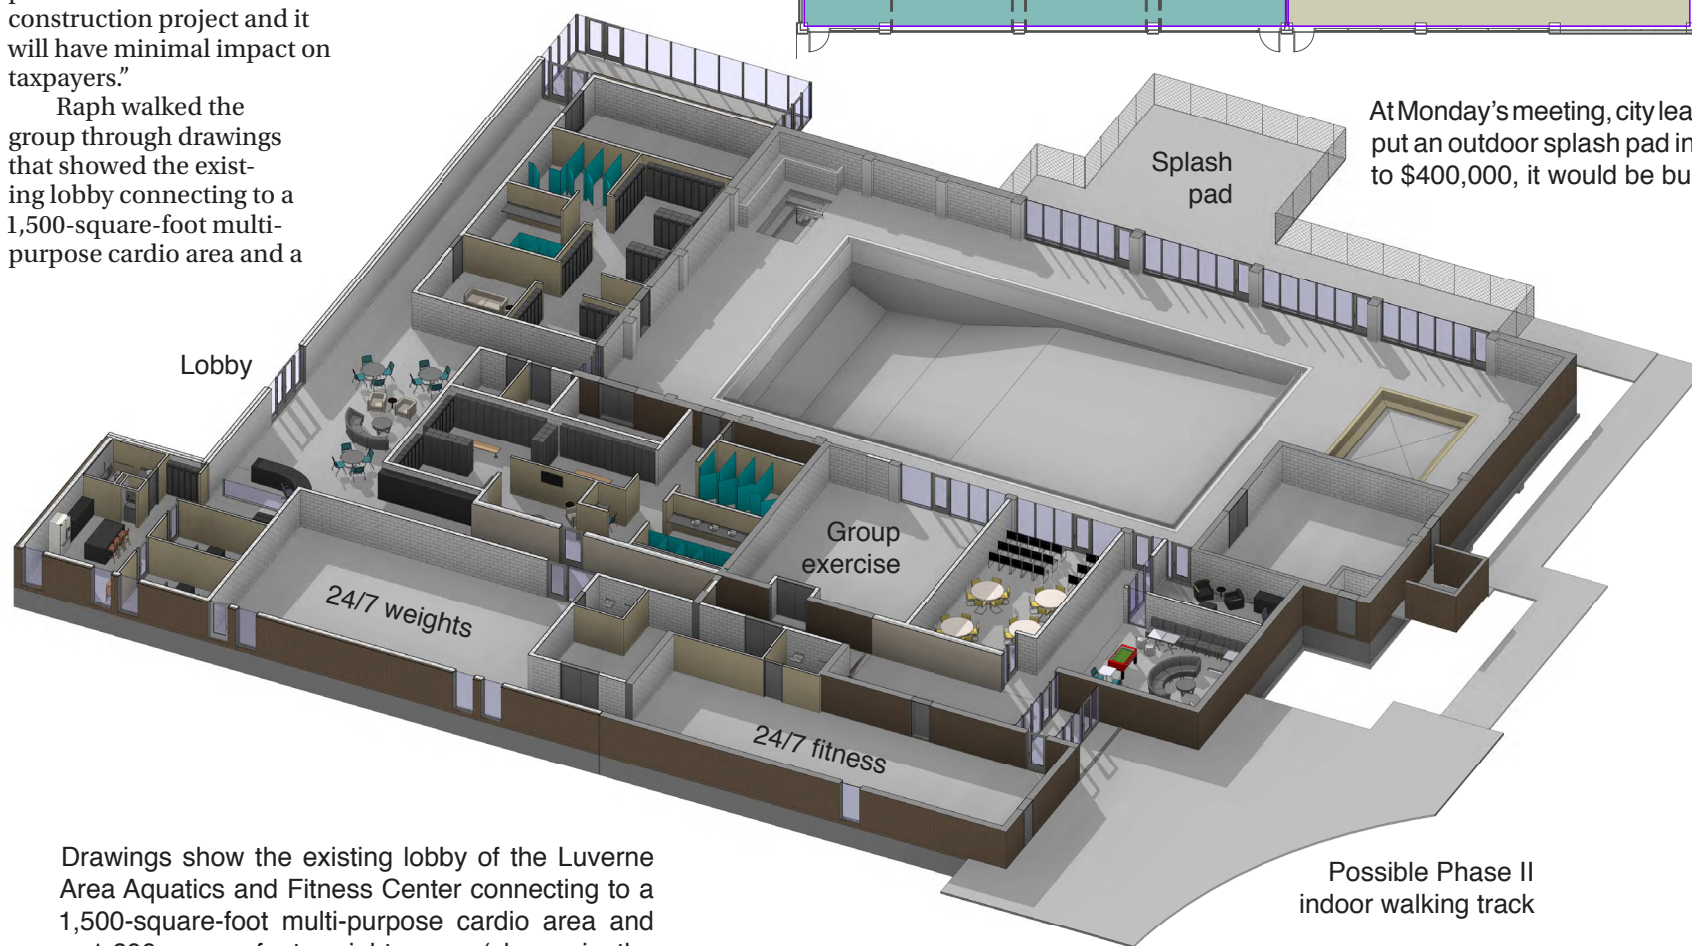 construction project and it
will have minimal impact on
taxpayers.”
Raph walked the
group through drawings
that showed the exist-
ing lobby connecting to a
1,500-square-foot multi-
purpose cardio area and a
At Monday’s meeting, city lea
put an outdoor splash pad in
to $400,000, it would be bu
Splash
pad
Lobby
Group
exercise
24/7 weights
24/7 fitness
Possible Phase II
indoor walking track
Drawings show the existing lobby of the Luverne
Area Aquatics and Fitness Center connecting to a
1,500-square-foot multi-purpose cardio area and